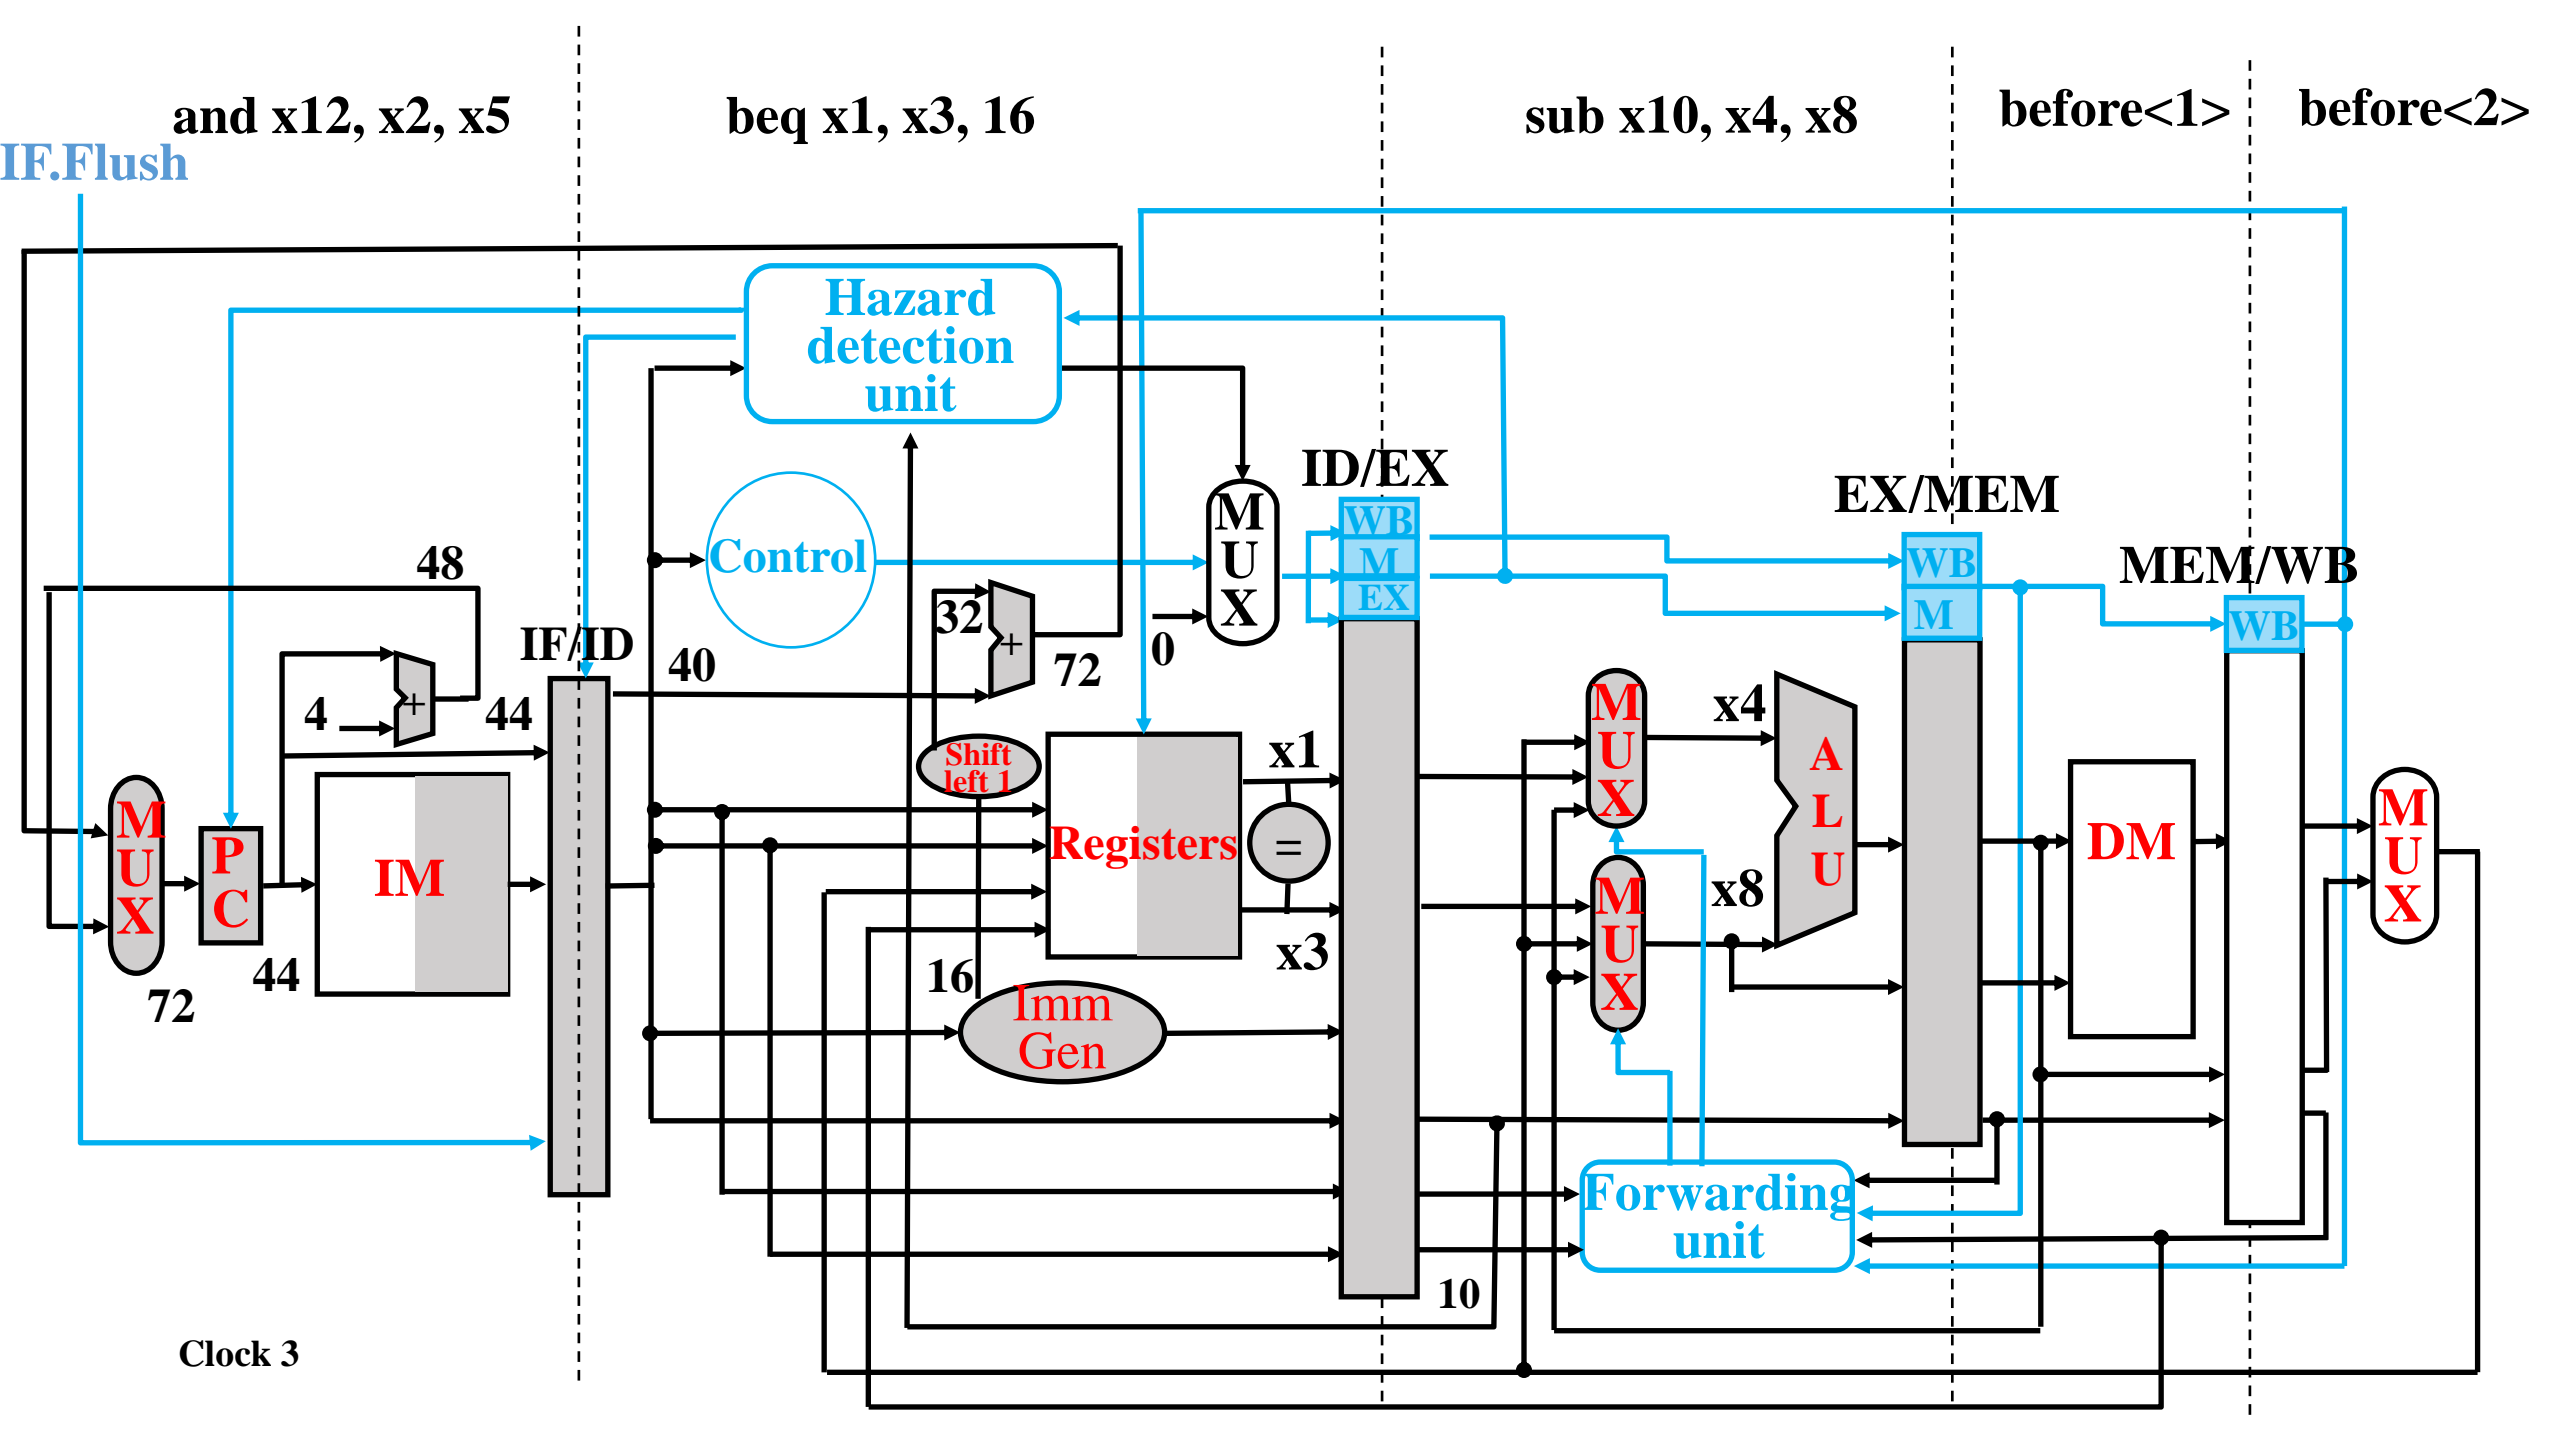 and x12, x2, x5
beq x1, x3, 16
sub x10, x4, x8
before<1>
before<2>
IF.Flush
Hazard
detection
unit
ID/EX
EX/MEM
MEM/WB
IF/ID
Control
M
U
X
0
WB
M
EX
WB
M
WB
48
4
+
44
40
32
+
72
M
U
X
72
P
C
44
IM
Shift
left 1
Registers
x1
=
x3
16
Imm
Gen
M
U
X
x4
M
U
X
x8
A
L
U
DM
M
U
X
Forwarding
unit
10
Clock 3